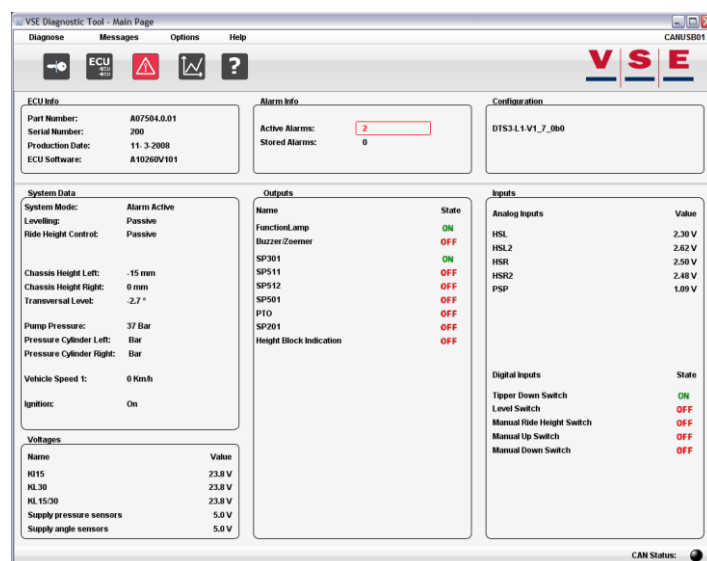 VSE Diagnostic Tool - Main Page
Diagnose Messages Options Help CANUSB01
ECU
ECU
ECU
?
V S E
ECU Info
Part Number: A07504.0.01
Serial Number: 200
Production Date: 11- 3-2008
ECU Software: A10260V101
Alarm Info
Active Alarms: 2
Stored Alarms: 0
Configuration
DTS3-L1-V1_7_0b0
System Data
System Mode: Alarm Active
Levelling: Passive
Ride Height Control: Passive
Chassis Height Left: -15 mm
Chassis Height Right: 0 mm
Transversal Level: -2.7 °
Pump Pressure: 37 Bar
Pressure Cylinder Left: Bar
Pressure Cylinder Right: Bar
Vehicle Speed 1: 0 Km/h
Ignition: On
Voltages
Name Value
Kl15 23.8 V
KL30 23.8 V
KL 15/30 23.8 V
Supply pressure sensors 5.0 V
Supply angle sensors 5.0 V
Outputs
Name State
FunctionLamp ON
Buzzer/Zoemer OFF
SP301 ON
SP511 OFF
SP512 OFF
SP501 OFF
PTO OFF
SP201 OFF
Height Block Indication OFF
Inputs
Analog Inputs Value
HSL 2.30 V
HSL2 2.62 V
HSR 2.50 V
HSR2 2.48 V
PSP 1.09 V
Digital Inputs State
Tipper Down Switch ON
Level Switch OFF
Manual Ride Height Switch OFF
Manual Up Switch OFF
Manual Down Switch OFF
CAN Status: